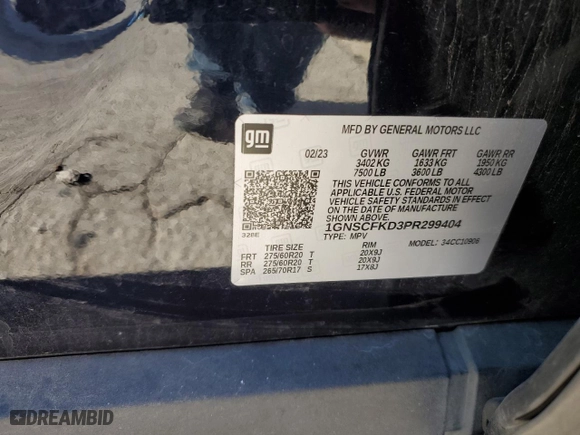 gm
MFD BY GENERAL MOTORS LLC
02/23 GVWR GAWR FRT GAWR RR
3402 KG 1633 KG 1950 KG
7500 LB 3600 LB 4300 LB
THIS VEHICLE CONFORMS TO ALL
APPLICABLE U.S. FEDERAL MOTOR
VEHICLE SAFETY STANDARDS IN EFFECT
ON THE DATE OF MANUFACTURE SHOWN ABOVE.
1GNSCFKD3PR299404
TYPE: MPV MODEL: 34CC10906
TIRE SIZE RIM
FRT 275/60R20 T 20X9J
RR 275/60R20 T 20X9J
SPA 265/70R17 S 17X8J
DREAMBID